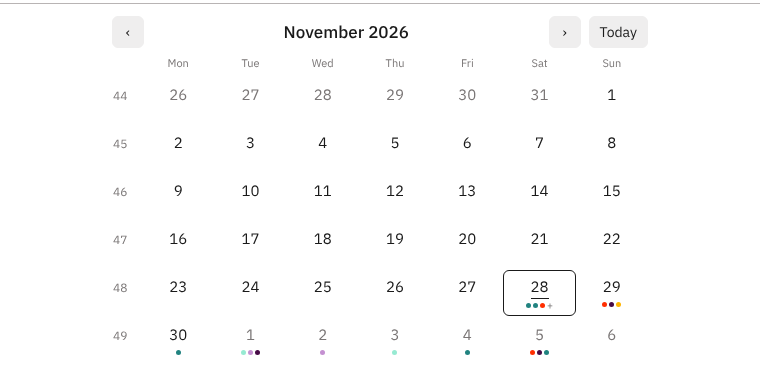 ‹ November 2026 › Today
Mon Tue Wed Thu Fri Sat Sun
44 26 27 28 29 30 31 1
45 2 3 4 5 6 7 8
46 9 10 11 12 13 14 15
47 16 17 18 19 20 21 22
48 23 24 25 26 27 28 29
+
49 30 1 2 3 4 5 6